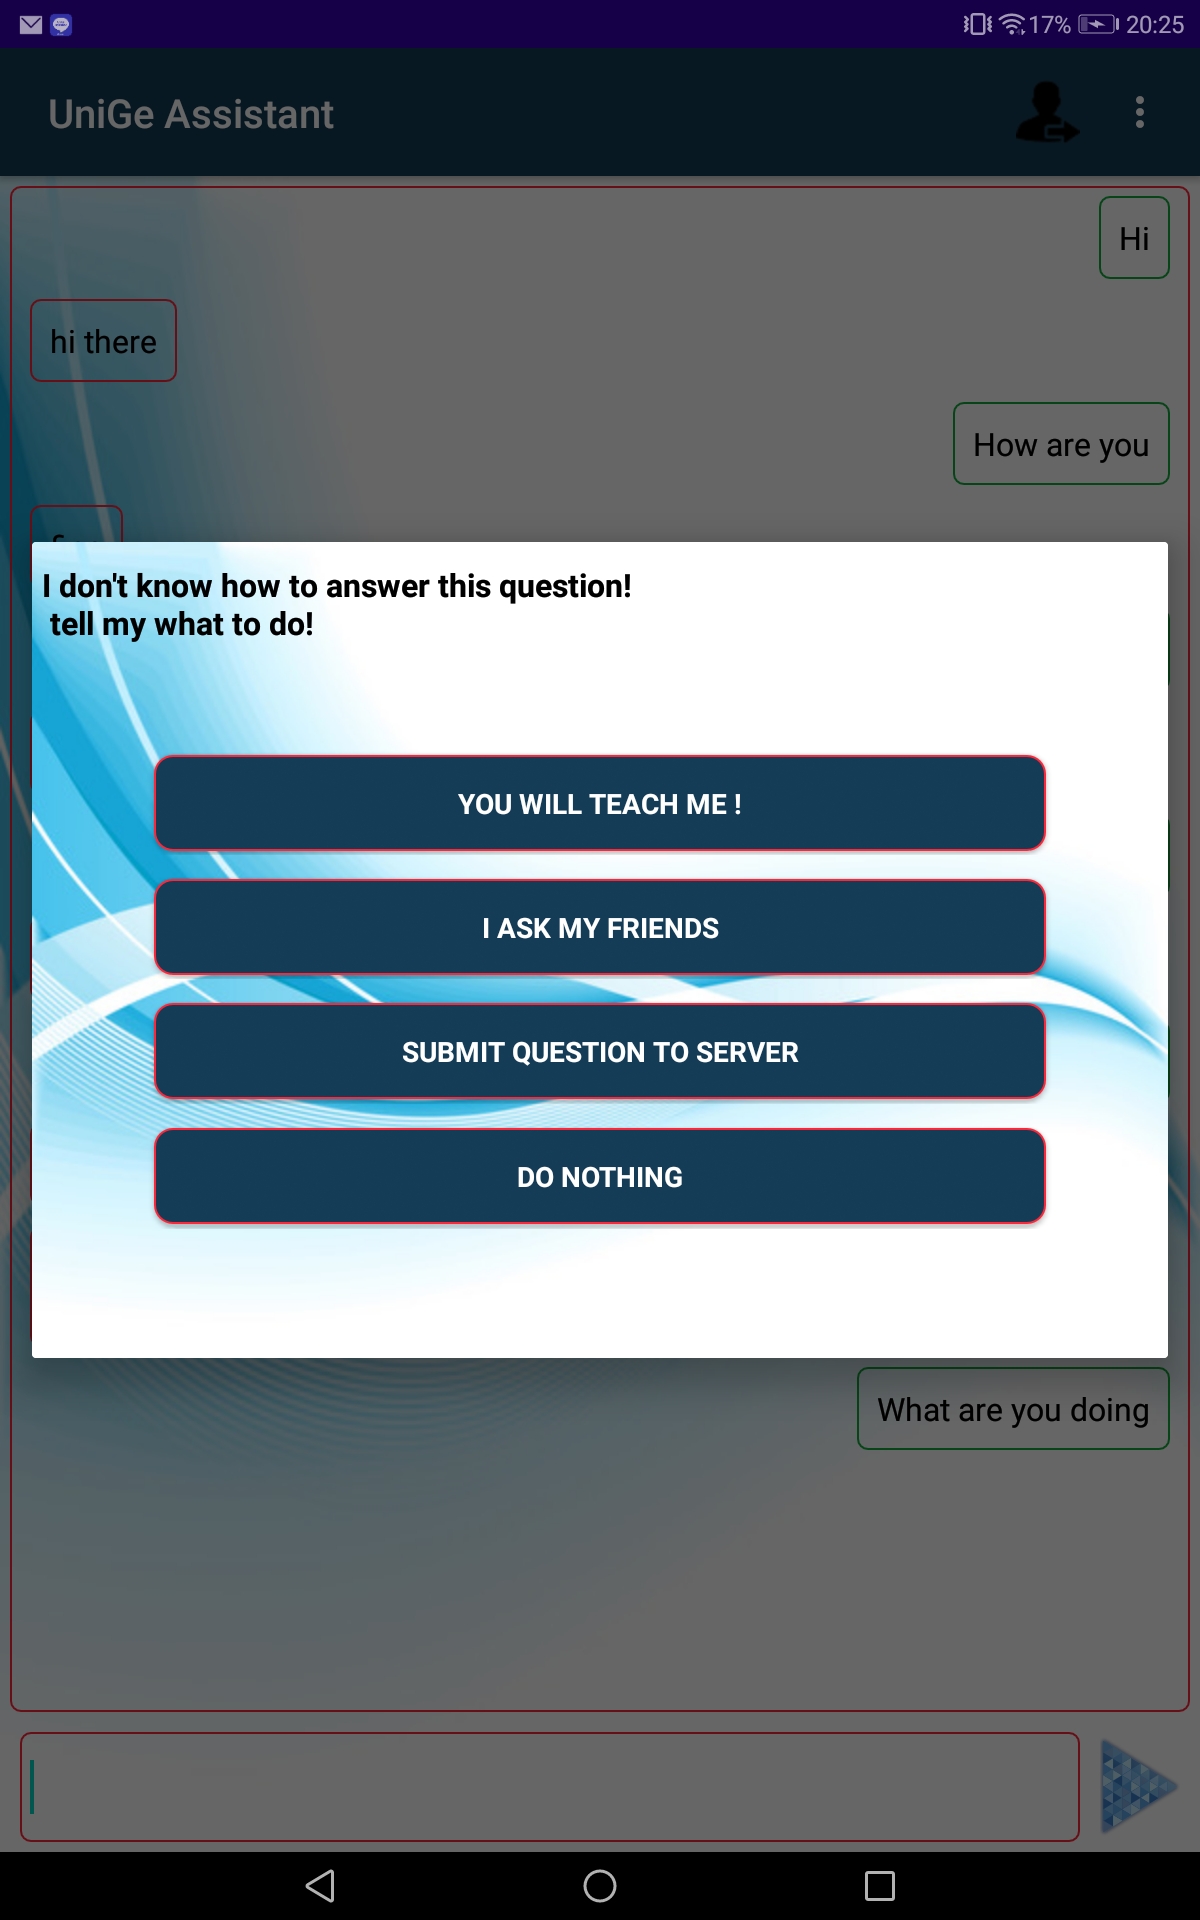 17% 20:25
UniGe Assistant
Hi
hi there
How are you
I don't know how to answer this question!
tell my what to do!
YOU WILL TEACH ME !
I ASK MY FRIENDS
SUBMIT QUESTION TO SERVER
DO NOTHING
What are you doing